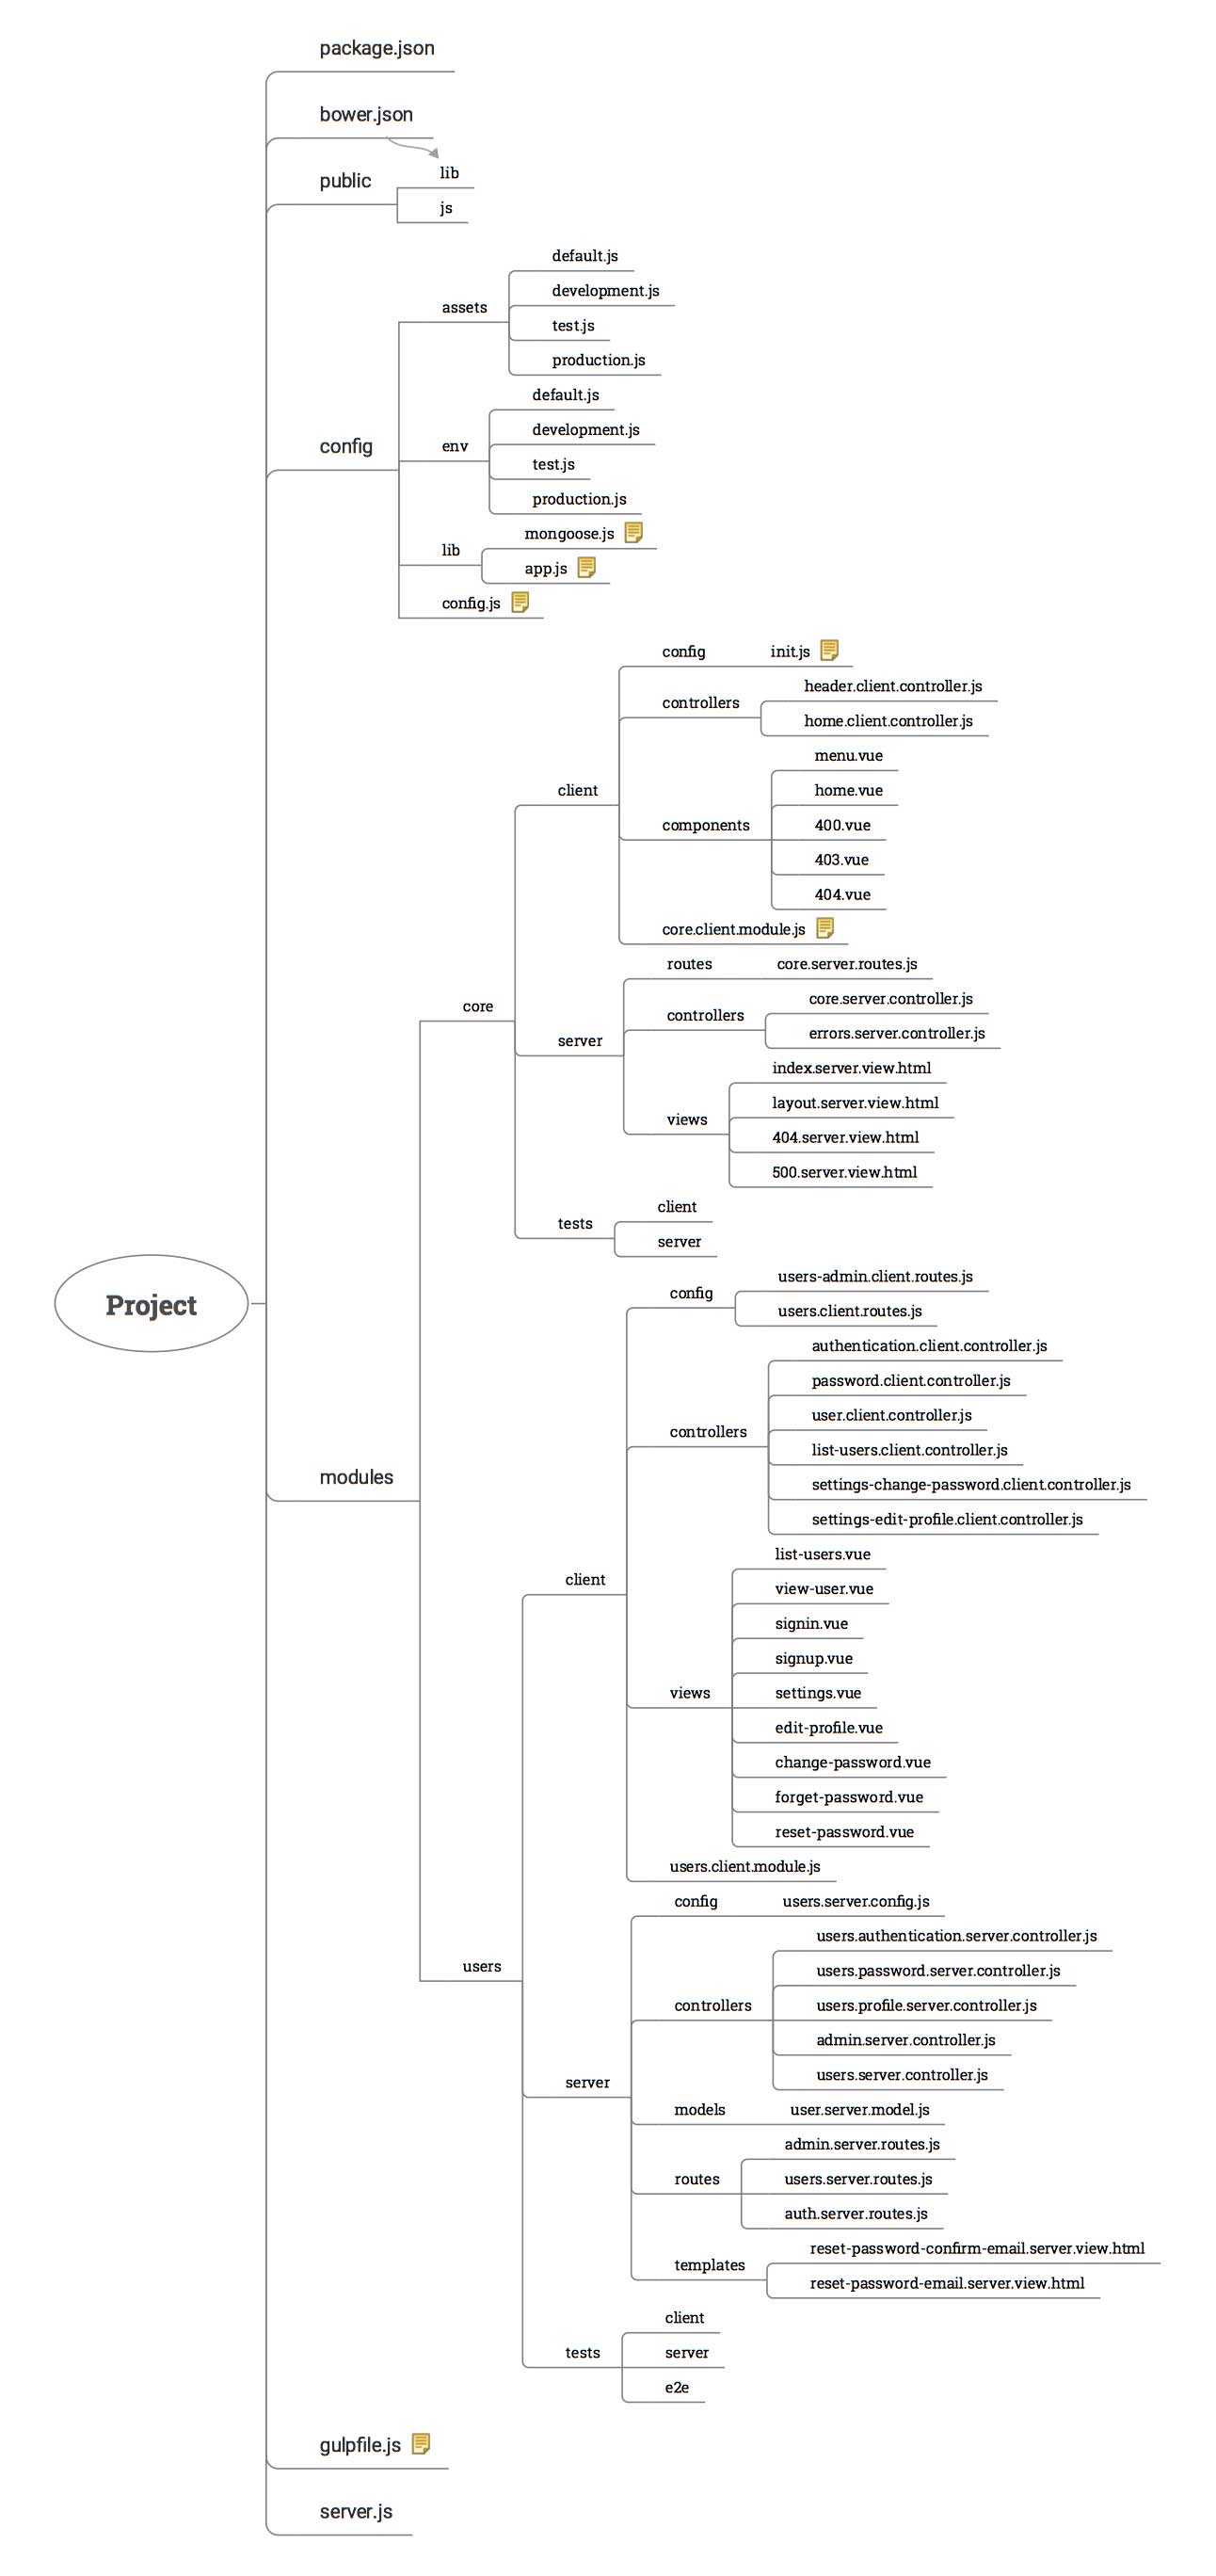 package.json
bower.json
public
lib
js
config
assets
default.js
development.js
test.js
production.js
env
default.js
development.js
test.js
production.js
lib
mongoose.js
app.js
config.js
Project
modules
core
client
config
init.js
controllers
header.client.controller.js
home.client.controller.js
components
menu.vue
home.vue
400.vue
403.vue
404.vue
core.client.module.js
server
routes
core.server.routes.js
controllers
core.server.controller.js
errors.server.controller.js
views
index.server.view.html
layout.server.view.html
404.server.view.html
500.server.view.html
tests
client
server
users
client
config
users-admin.client.routes.js
users.client.routes.js
controllers
authentication.client.controller.js
password.client.controller.js
user.client.controller.js
list-users.client.controller.js
settings-change-password.client.controller.js
settings-edit-profile.client.controller.js
views
list-users.vue
view-user.vue
signin.vue
signup.vue
settings.vue
edit-profile.vue
change-password.vue
forget-password.vue
reset-password.vue
users.client.module.js
server
config
users.server.config.js
controllers
users.authentication.server.controller.js
users.password.server.controller.js
users.profile.server.controller.js
admin.server.controller.js
users.server.controller.js
models
user.server.model.js
routes
admin.server.routes.js
users.server.routes.js
auth.server.routes.js
templates
reset-password-confirm-email.server.view.html
reset-password-email.server.view.html
tests
client
server
e2e
gulpfile.js
server.js